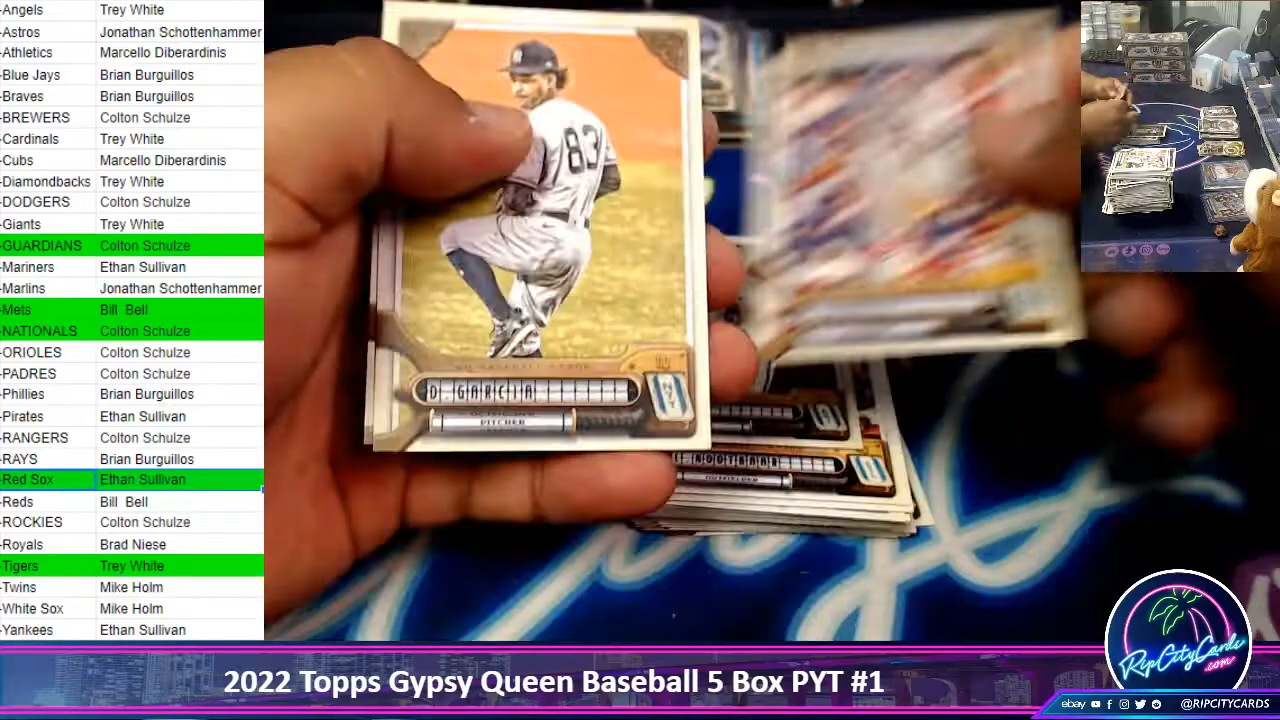 -Angels Trey White
-Astros Jonathan Schottenhammer
-Athletics Marcello Diberardinis
-Blue Jays Brian Burguillos
-Braves Brian Burguillos
-BREWERS Colton Schulze
-Cardinals Trey White
-Cubs Marcello Diberardinis
-Diamondbacks Trey White
-DODGERS Colton Schulze
-Giants Trey White
-GUARDIANS Colton Schulze
-Mariners Ethan Sullivan
-Marlins Jonathan Schottenhammer
-Mets Bill Bell
-NATIONALS Colton Schulze
-ORIOLES Colton Schulze
-PADRES Colton Schulze
-Phillies Brian Burguillos
-Pirates Ethan Sullivan
-RANGERS Colton Schulze
-RAYS Brian Burguillos
-Red Sox Ethan Sullivan
-Reds Bill Bell
-ROCKIES Colton Schulze
-Royals Brad Niese
-Tigers Trey White
-Twins Mike Holm
-White Sox Mike Holm
-Yankees Ethan Sullivan
83
D. GARCIA
PITCHER
NYY
OUTFIELDER
2022 Topps Gypsy Queen Baseball 5 Box PYT #1
RipCityCards
.com
ebay @RIPCITYCARDS